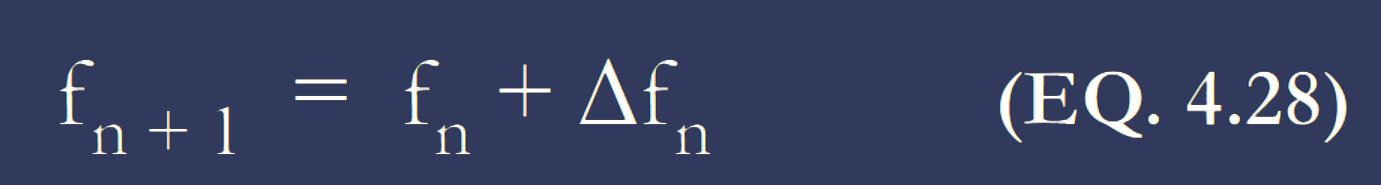 fₙ₊₁ = fₙ + Δfₙ (EQ. 4.28)